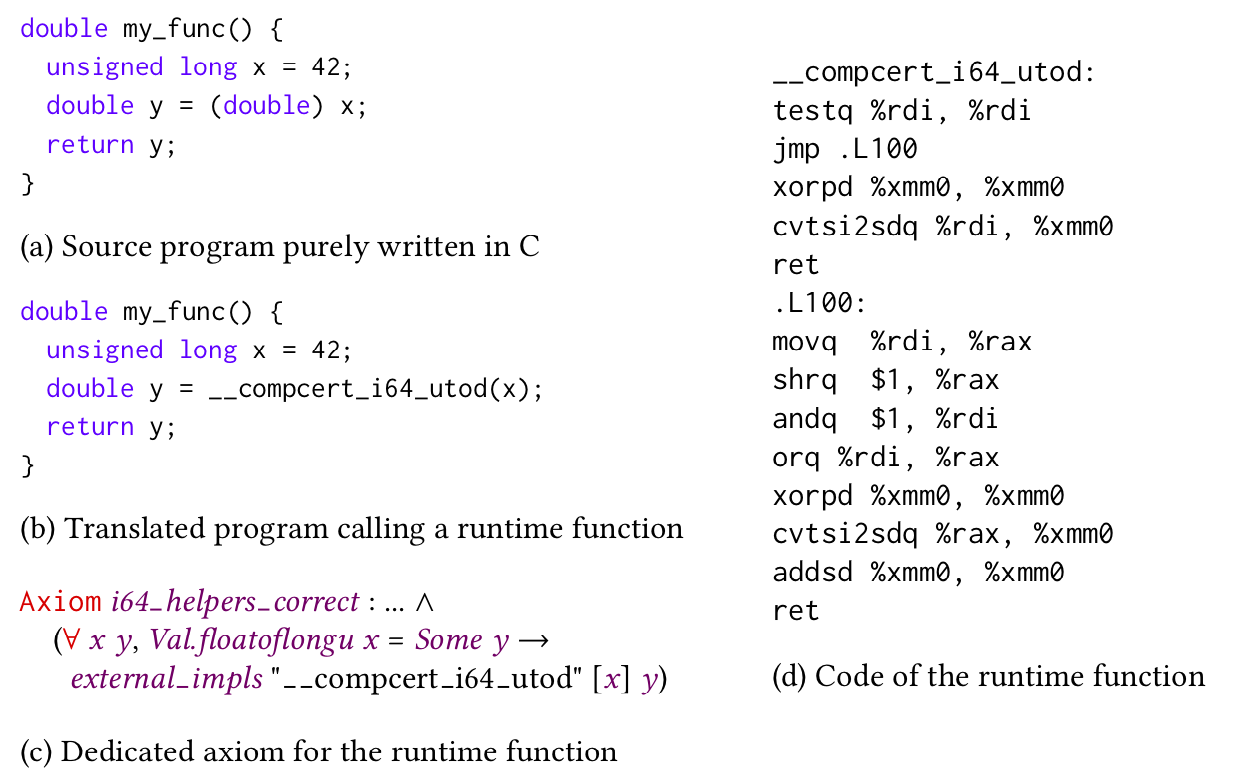 double my_func() {
unsigned long x = 42;
double y = (double) x;
return y;
}
(a) Source program purely written in C
double my_func() {
unsigned long x = 42;
double y = __compcert_i64_utod(x);
return y;
}
(b) Translated program calling a runtime function
Axiom i64_helpers_correct : ... ∧
(∀ x y, Val.floatoflongu x = Some y →
external_impls "__compcert_i64_utod" [x] y)
(c) Dedicated axiom for the runtime function
__compcert_i64_utod:
testq %rdi, %rdi
jmp .L100
xorpd %xmm0, %xmm0
cvtsi2sdq %rdi, %xmm0
ret
.L100:
movq %rdi, %rax
shrq $1, %rax
andq $1, %rdi
orq %rdi, %rax
xorpd %xmm0, %xmm0
cvtsi2sdq %rax, %xmm0
addsd %xmm0, %xmm0
ret
(d) Code of the runtime function